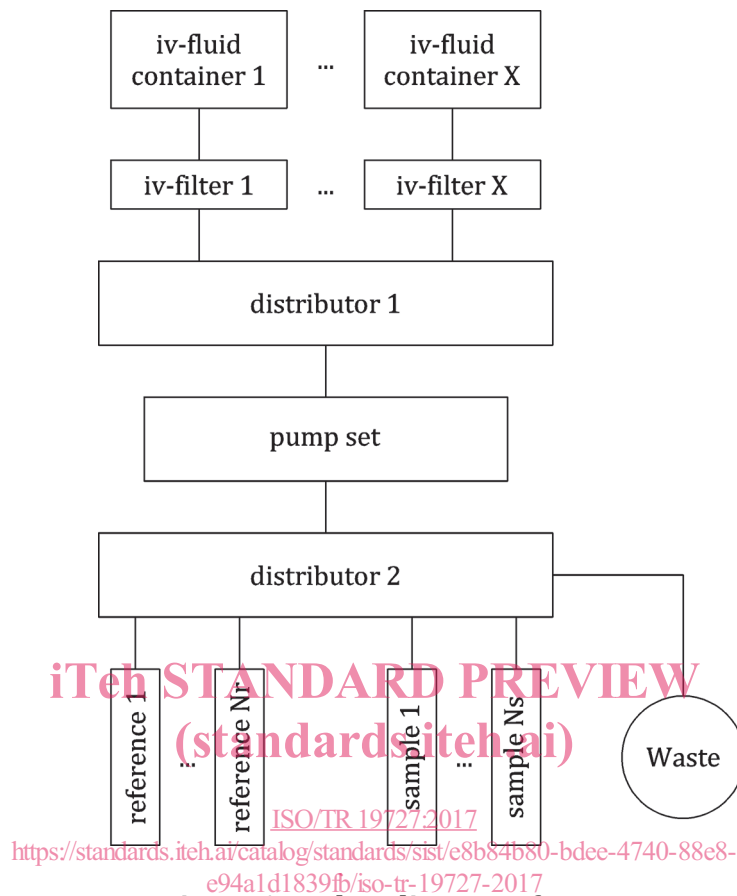 iv-fluid
container 1
...
iv-fluid
container X
iv-filter 1
...
iv-filter X
distributor 1
pump set
distributor 2
reference 1
...
reference Nr
sample 1
...
sample Ns
Waste
iTeh STANDARD PREVIEW
(standards.iteh.ai)
ISO/TR 19727:2017
https://standards.iteh.ai/catalog/standards/sist/e8b84b80-bdee-4740-88e8-
e94a1d1839fb/iso-tr-19727-2017